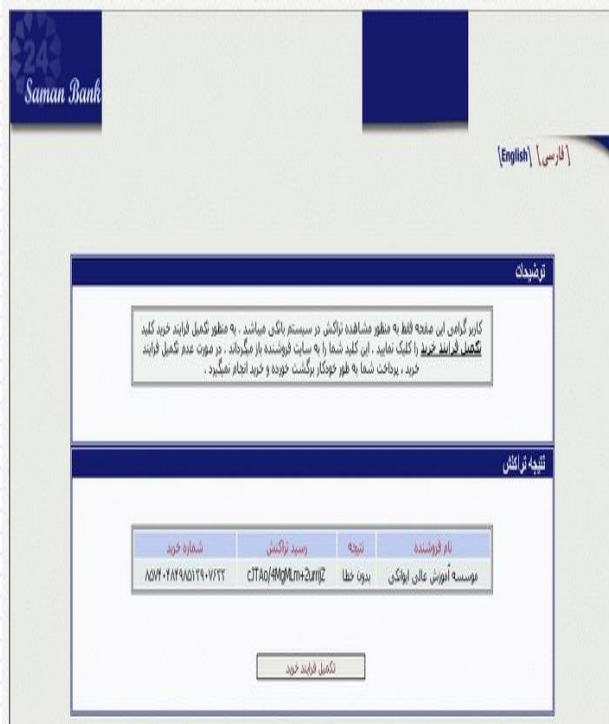 24
Saman Bank
[فارسی] [English]
توضیحات
کاربر گرامی این صفحه فقط به منظور مشاهده تراکنش در سیستم بانکی میباشد . به منظور تکمیل فرایند خرید کلید
تکمیل فرایند خرید را کلیک نمایید . این کلید شما را به سایت فروشنده باز میگرداند . در صورت عدم تکمیل فرایند
خرید ، پرداخت شما به طور خودکار برگشت خورده و خرید انجام نمیگیرد .
نتیجه تراکنش
نام فروشنده نتیجه رسید تراکنش شماره خرید
موسسه آموزش عالی ایوانکی بدون خطا
تکمیل فرایند خرید